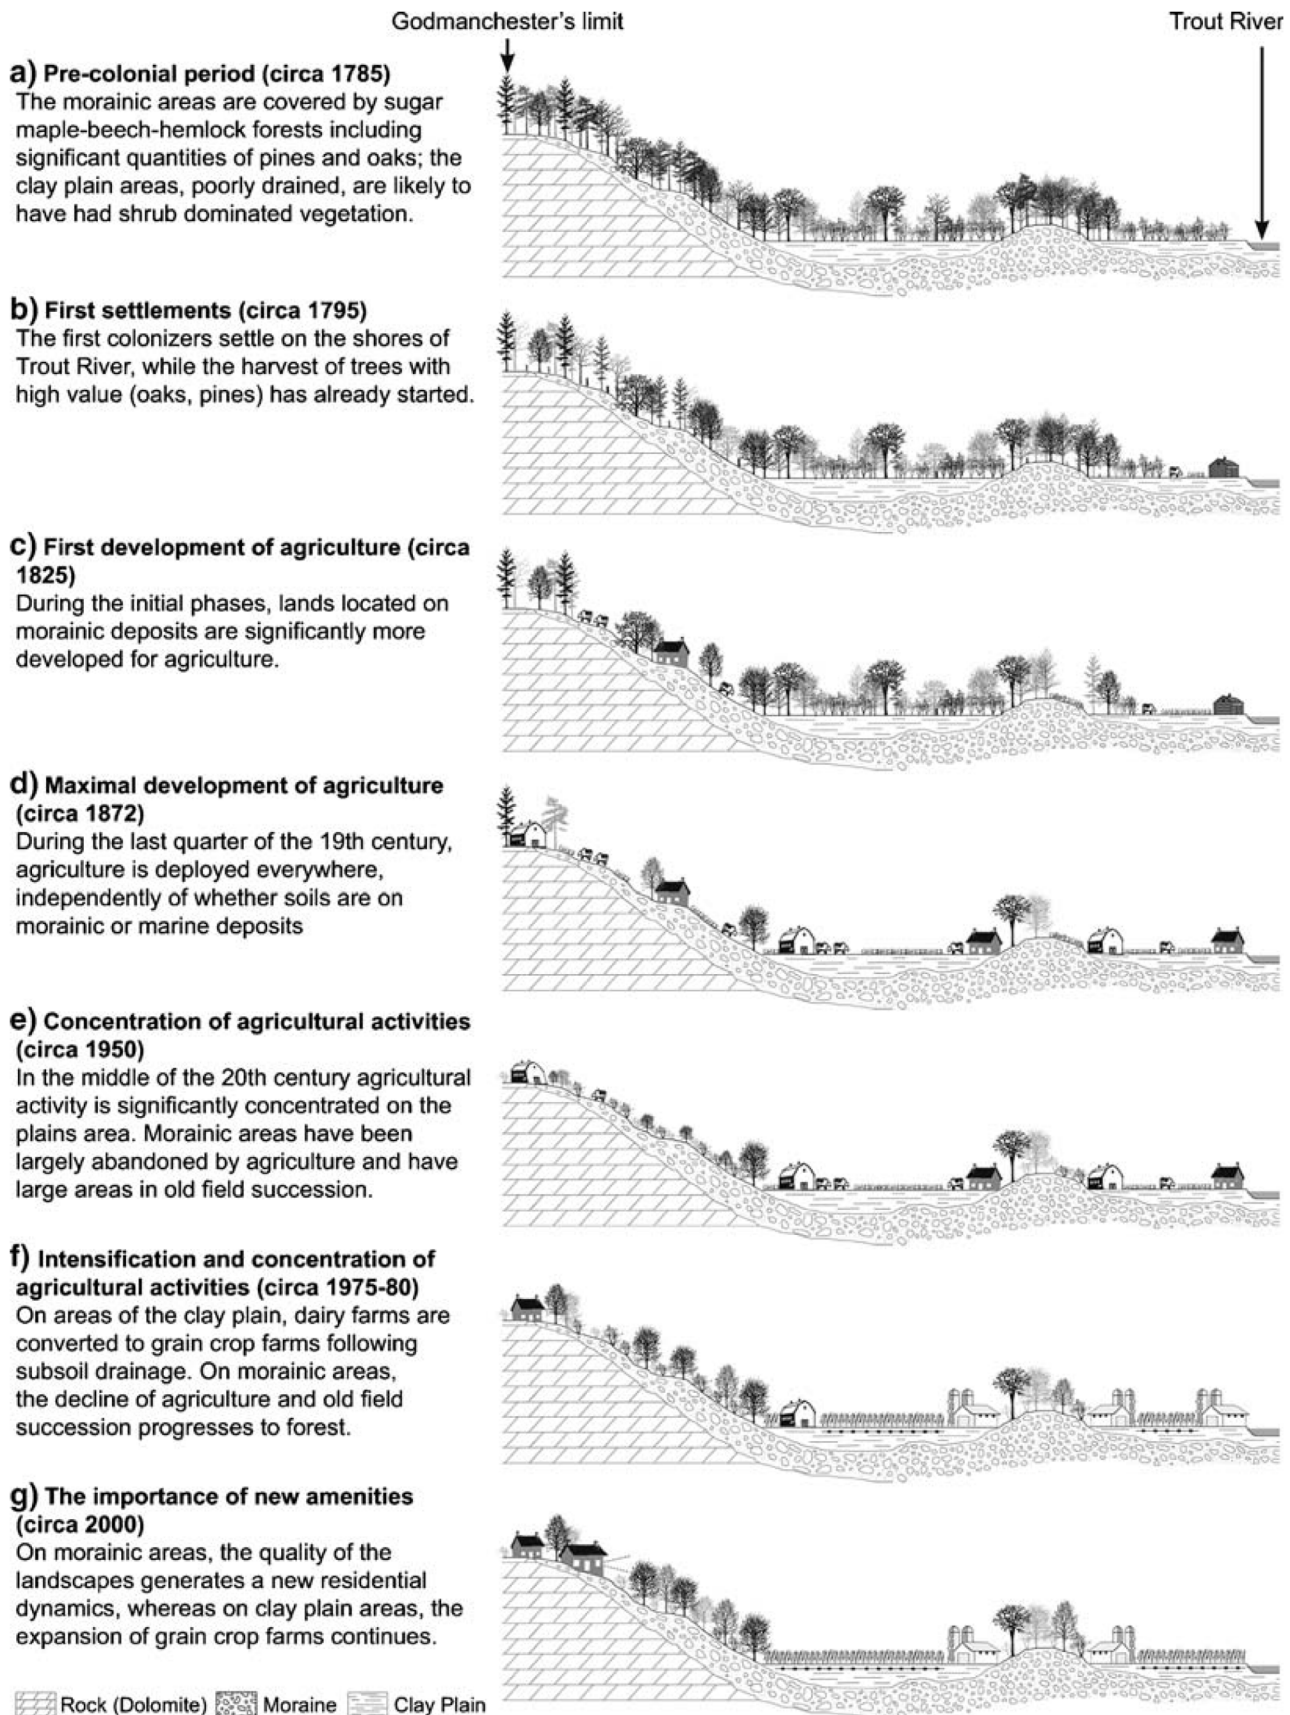 Godmanchester's limit
Trout River
a) Pre-colonial period (circa 1785)
The morainic areas are covered by sugar
maple-beech-hemlock forests including
significant quantities of pines and oaks; the
clay plain areas, poorly drained, are likely to
have had shrub dominated vegetation.
b) First settlements (circa 1795)
The first colonizers settle on the shores of
Trout River, while the harvest of trees with
high value (oaks, pines) has already started.
c) First development of agriculture (circa
1825)
During the initial phases, lands located on
morainic deposits are significantly more
developed for agriculture.
d) Maximal development of agriculture
(circa 1872)
During the last quarter of the 19th century,
agriculture is deployed everywhere,
independently of whether soils are on
morainic or marine deposits
e) Concentration of agricultural activities
(circa 1950)
In the middle of the 20th century agricultural
activity is significantly concentrated on the
plains area. Morainic areas have been
largely abandoned by agriculture and have
large areas in old field succession.
f) Intensification and concentration of
agricultural activities (circa 1975-80)
On areas of the clay plain, dairy farms are
converted to grain crop farms following
subsoil drainage. On morainic areas,
the decline of agriculture and old field
succession progresses to forest.
g) The importance of new amenities
(circa 2000)
On morainic areas, the quality of the
landscapes generates a new residential
dynamics, whereas on clay plain areas, the
expansion of grain crop farms continues.
Rock (Dolomite) Moraine Clay Plain